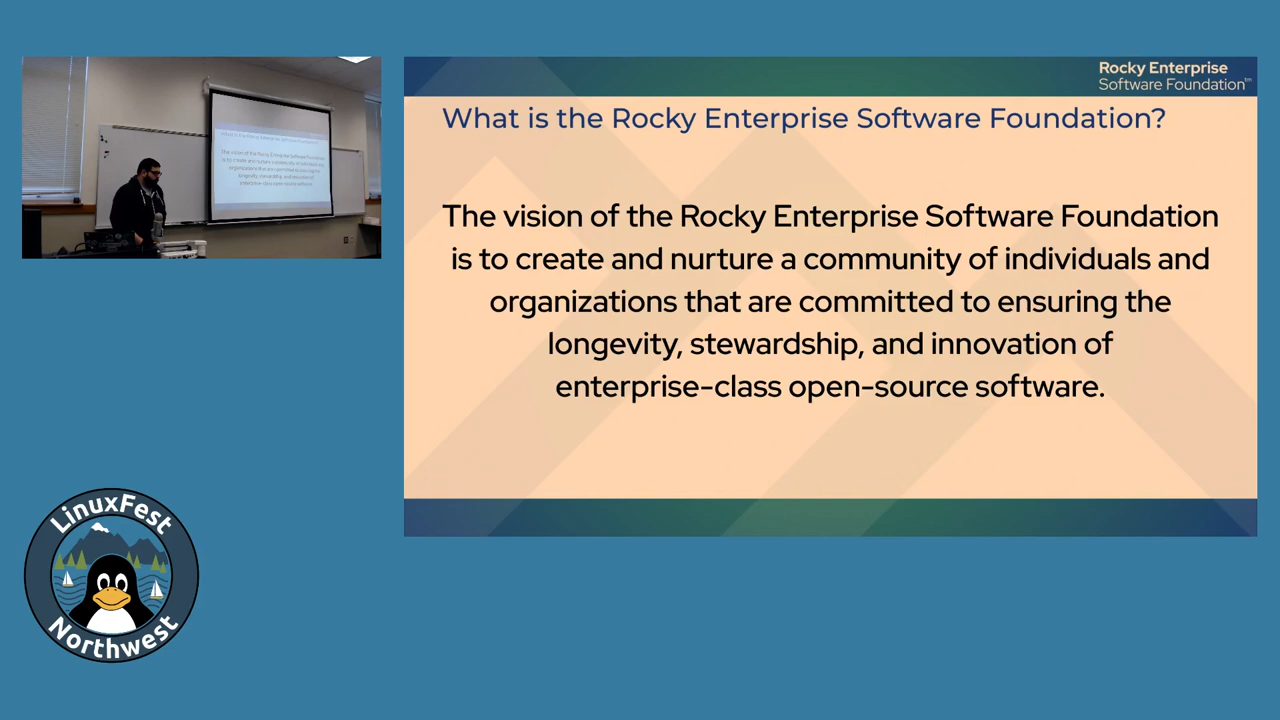 Rocky Enterprise
Software Foundation™
What is the Rocky Enterprise Software Foundation?
The vision of the Rocky Enterprise Software Foundation
is to create and nurture a community of individuals and
organizations that are committed to ensuring the
longevity, stewardship, and innovation of
enterprise-class open-source software.
LinuxFest
Northwest